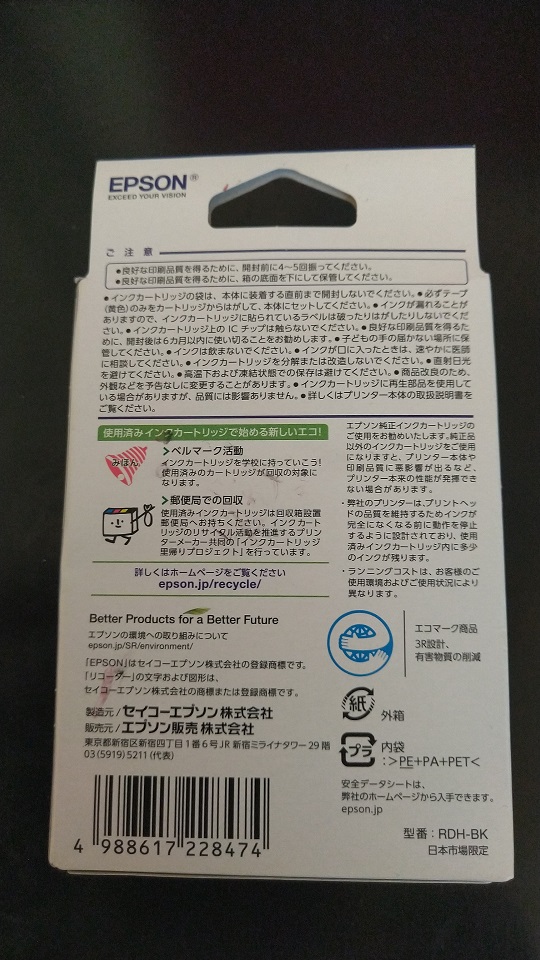 EPSON®
EXCEED YOUR VISION
ご注意
●良好な印刷品質を得るために、開封前に4〜5回振ってください。
●良好な印刷品質を得るために、箱の底面を下にして保管してください。
●インクカートリッジの袋は、本体に装着する直前まで開封しないでください。●必ずテープ
(黄色)のみをカートリッジからはがして、本体にセットしてください。●インクが漏れることが
ありますので、インクカートリッジに貼られているラベルは破ったりはがしたりしないでくだ
さい。●インクカートリッジ上のICチップは触らないでください。●良好な印刷品質を得るた
めに、開封後は6カ月以内に使い切ることをお勧めします。●子どもの手の届かない場所に保
管してください。●インクは飲まないでください。●インクが口に入ったときは、速やかに医師
に相談してください。●インクカートリッジを分解または改造しないでください。●直射日光
を避けてください。●高温下および凍結状態での保存は避けてください。●商品改良のため、
外観などを予告なしに変更することがあります。●インクカートリッジに再生部品を使用して
いる場合がありますが、品質には影響ありません。●詳しくはプリンター本体の取扱説明書を
ご覧ください。
使用済みインクカートリッジで始める新しいエコ!
みほん
ベルマーク活動
インクカートリッジを学校に持っていこう!
使用済みのカートリッジが回収の対象に
なります。
郵便局での回収
使用済みインクカートリッジは回収箱設置
郵便局へお持ちください。インクカート
リッジのリサイクル活動を推進するプリン
ターメーカー共同の「インクカートリッジ
里帰りプロジェクト」を行っています。
詳しくはホームページをご覧ください
epson.jp/recycle/
エプソン純正インクカートリッジの
ご使用をお勧めいたします。純正品
以外のインクカートリッジをご使用
になりますと、プリンター本体や
印刷品質に悪影響が出るなど、
プリンター本来の性能が発揮でき
ない場合があります。
・弊社のプリンターは、プリントヘッ
ドの品質を維持するためインクが
完全になくなる前に動作を停止
するように設計されており、使用
済みインクカートリッジ内に多少
のインクが残ります。
・ランニングコストは、お客様のご
使用環境およびご使用状況により
異なります。
Better Products for a Better Future
エプソンの環境への取り組みについて
epson.jp/SR/environment/
「EPSON」はセイコーエプソン株式会社の登録商標です。
「リコーダー」の文字および図形は、
セイコーエプソン株式会社の商標または登録商標です。
製造元/セイコーエプソン株式会社
販売元/エプソン販売 株式会社
東京都新宿区新宿四丁目1番6号JR新宿ミライナタワー29階
03(5919)5211(代表)
エコマーク商品
3R設計、
有害物質の削減
紙
外箱
プラ
内袋
:>PE+PA+PET<
安全データシートは、
弊社のホームページから入手できます。
epson.jp
型番:RDH-BK
日本市場限定
4 988617 228474